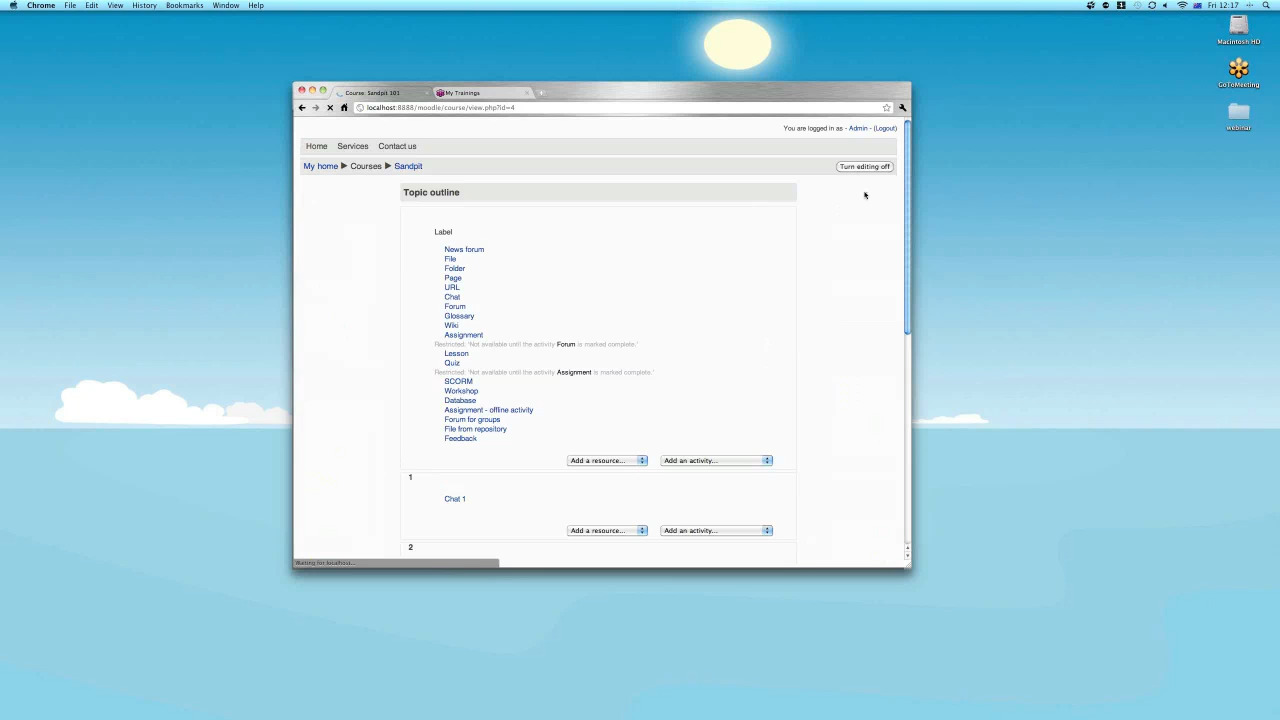 Chrome File Edit View History Bookmarks Window Help Fri 12:17
Macintosh HD
GoToMeeting
webinar
Course: Sandpit 101 My Trainings
localhost:8888/moodle/course/view.php?id=4
You are logged in as - Admin - (Logout)
Home Services Contact us
My home ► Courses ► Sandpit Turn editing off
Topic outline
Label
News forum
File
Folder
Page
URL
Chat
Forum
Glossary
Wiki
Assignment
Restricted: 'Not available until the activity Forum is marked complete.'
Lesson
Quiz
Restricted: 'Not available until the activity Assignment is marked complete.'
SCORM
Workshop
Database
Assignment - offline activity
Forum for groups
File from repository
Feedback
Add a resource... Add an activity...
1
Chat 1
Add a resource... Add an activity...
2
Waiting for localhost...